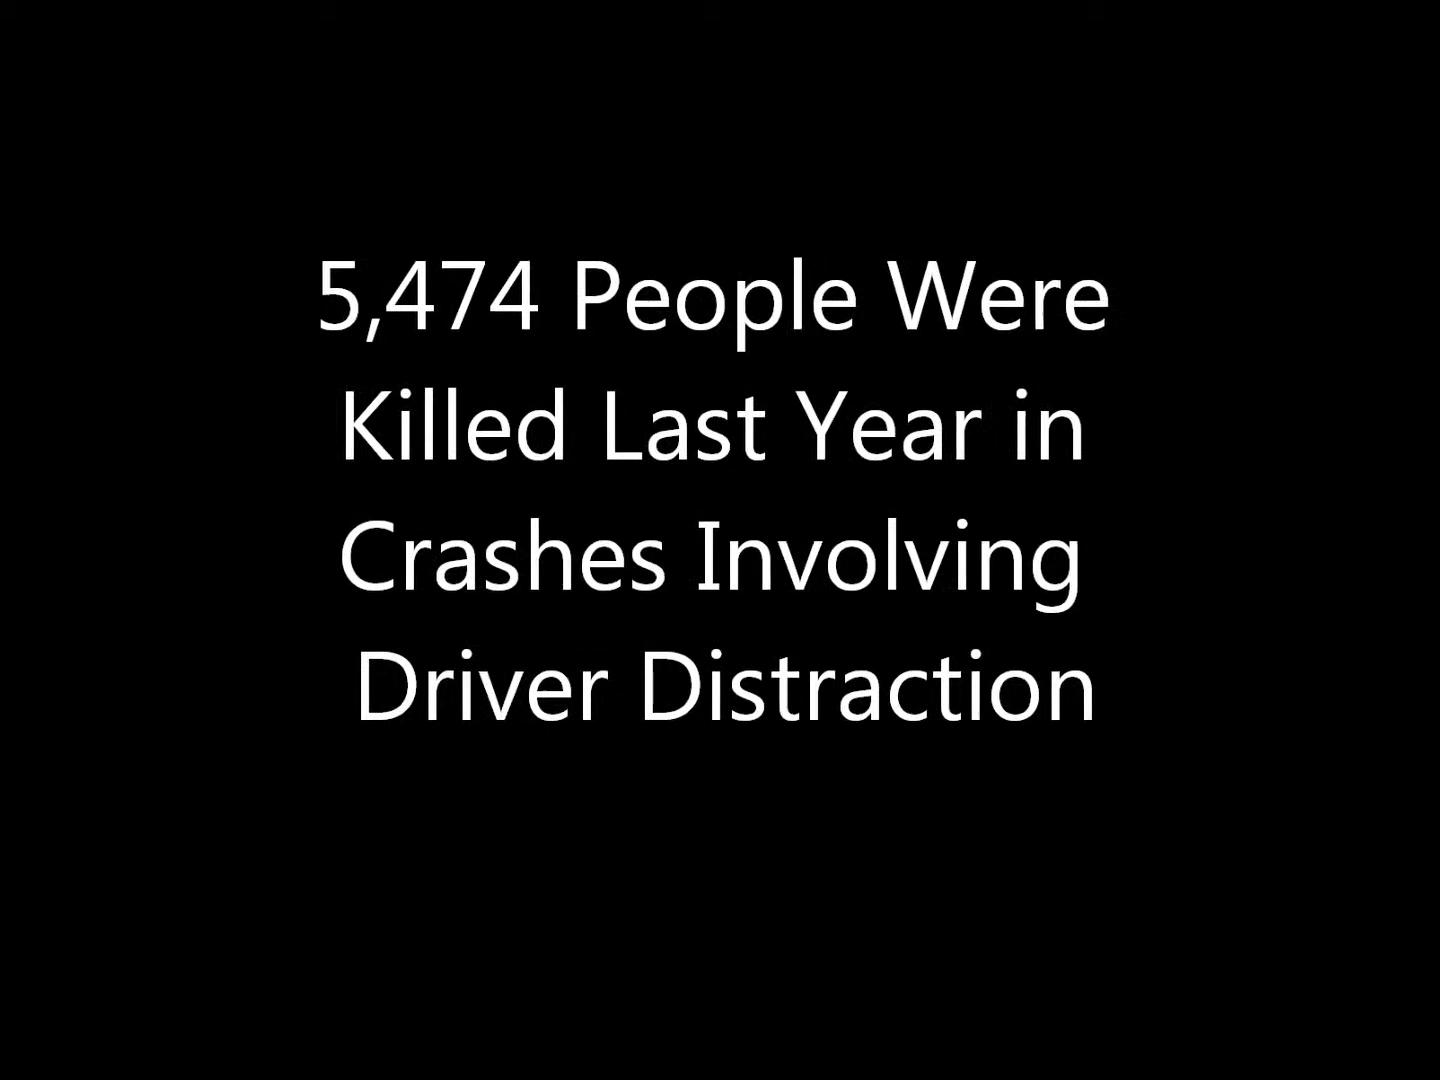 5,474 People Were
Killed Last Year in
Crashes Involving
Driver Distraction